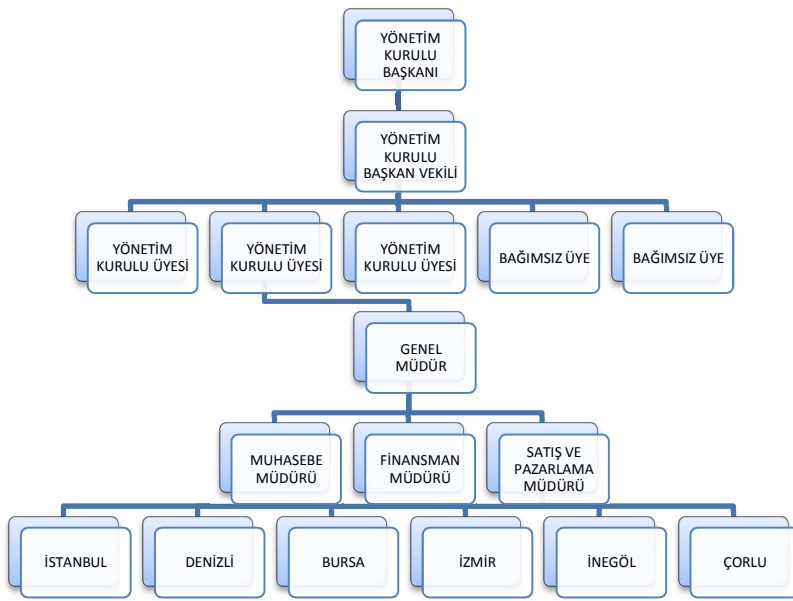 YÖNETİM
KURULU
BAŞKANI
YÖNETİM
KURULU
BAŞKAN VEKİLİ
YÖNETİM
KURULU ÜYESİ
YÖNETİM
KURULU ÜYESİ
YÖNETİM
KURULU ÜYESİ
BAĞIMSIZ ÜYE
BAĞIMSIZ ÜYE
GENEL
MÜDÜR
MUHASEBE
MÜDÜRÜ
FİNANSMAN
MÜDÜRÜ
SATIŞ VE
PAZARLAMA
MÜDÜRÜ
İSTANBUL
DENİZLİ
BURSA
İZMİR
İNEGÖL
ÇORLU